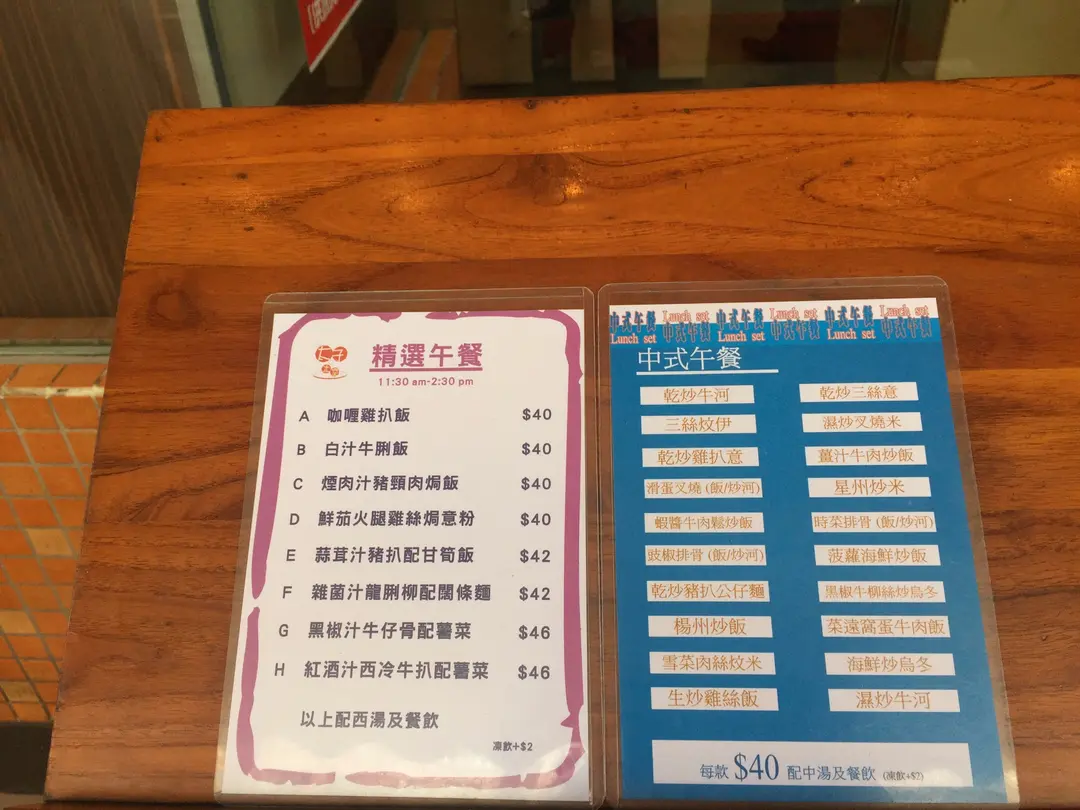 精選午餐
11:30 am-2:30 pm
A 咖喱雞扒飯 $40
B 白汁牛脷飯 $40
C 煙肉汁豬頸肉焗飯 $40
D 鮮茄火腿雞絲焗意粉 $40
E 蒜茸汁豬扒配甘筍飯 $42
F 雜菌汁龍脷柳配闊條麵 $42
G 黑椒汁牛仔骨配薯菜 $46
H 紅酒汁西冷牛扒配薯菜 $46
以上配西湯及餐飲
凍飲+$2
中式午餐 Lunch set 中式午餐 Lunch set 中式午餐 Lunch set
Lunch set 中式午餐 Lunch set 中式午餐 Lunch set 中式午餐
中式午餐
乾炒牛河 乾炒三絲意
三絲炆伊 濕炒叉燒米
乾炒雞扒意 薑汁牛肉炒飯
滑蛋叉燒 (飯/炒河) 星州炒米
蝦醬牛肉鬆炒飯 時菜排骨 (飯/炒河)
豉椒排骨 (飯/炒河) 菠蘿海鮮炒飯
乾炒豬扒公仔麵 黑椒牛柳絲炒烏冬
楊州炒飯 菜遠窩蛋牛肉飯
雪菜肉絲炆米 海鮮炒烏冬
生炒雞絲飯 濕炒牛河
每款 $40 配中湯及餐飲 (凍飲+$2)